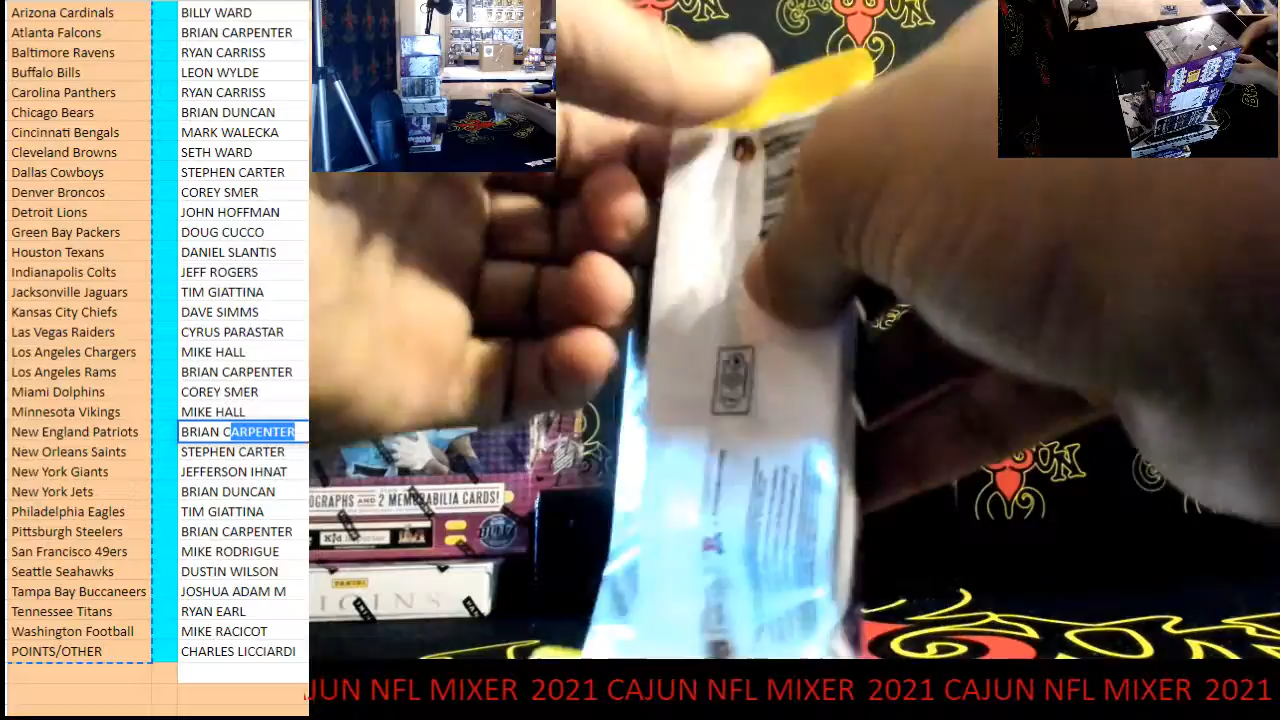 Arizona Cardinals BILLY WARD
Atlanta Falcons BRIAN CARPENTER
Baltimore Ravens RYAN CARRISS
Buffalo Bills LEON WYLDE
Carolina Panthers RYAN CARRISS
Chicago Bears BRIAN DUNCAN
Cincinnati Bengals MARK WALECKA
Cleveland Browns SETH WARD
Dallas Cowboys STEPHEN CARTER
Denver Broncos COREY SMER
Detroit Lions JOHN HOFFMAN
Green Bay Packers DOUG CUCCO
Houston Texans DANIEL SLANTIS
Indianapolis Colts JEFF ROGERS
Jacksonville Jaguars TIM GIATTINA
Kansas City Chiefs DAVE SIMMS
Las Vegas Raiders CYRUS PARASTAR
Los Angeles Chargers MIKE HALL
Los Angeles Rams BRIAN CARPENTER
Miami Dolphins COREY SMER
Minnesota Vikings MIKE HALL
New England Patriots BRIAN CARPENTER
New Orleans Saints STEPHEN CARTER
New York Giants JEFFERSON IHNAT
New York Jets BRIAN DUNCAN
Philadelphia Eagles TIM GIATTINA
Pittsburgh Steelers BRIAN CARPENTER
San Francisco 49ers MIKE RODRIGUE
Seattle Seahawks DUSTIN WILSON
Tampa Bay Buccaneers JOSHUA ADAM M
Tennessee Titans RYAN EARL
Washington Football MIKE RACICOT
POINTS/OTHER CHARLES LICCIARDI
OGRAPHS AND 2 MEMORABILIA CARDS!
PANINI
IGINS
JUN NFL MIXER 2021 CAJUN NFL MIXER 2021 CAJUN NFL MIXER 2021